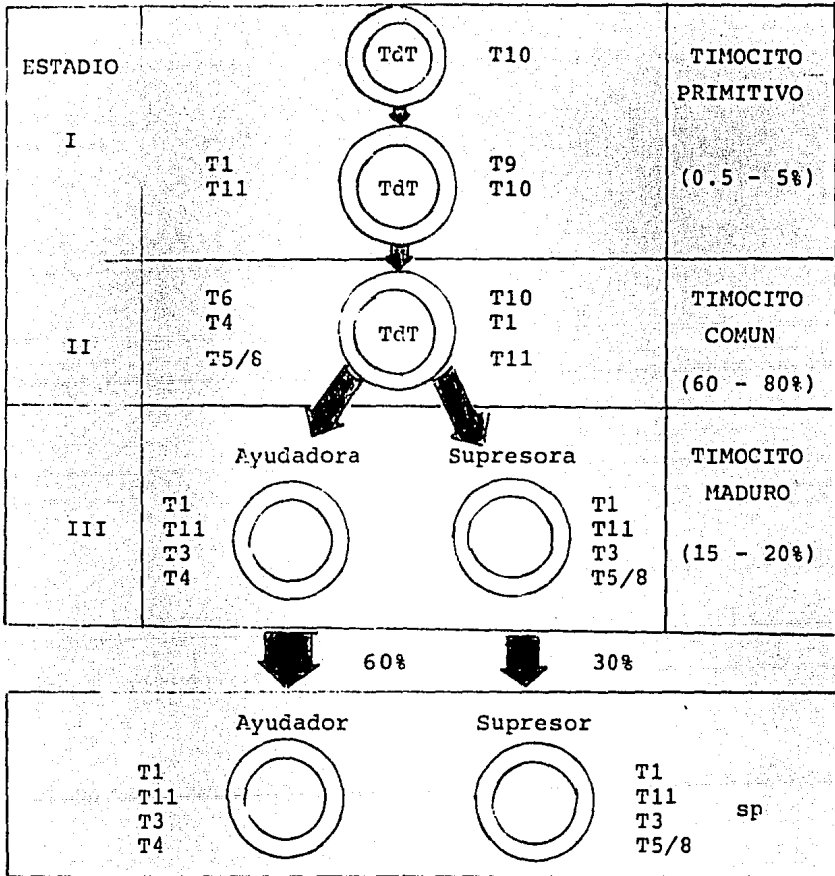 ESTADIO
TdT
T10
TIMOCITO
PRIMITIVO
I
T1
T11
TdT
T9
T10
(0.5 - 5%)
T6
T4
T5/8
TdT
T10
T1
T11
TIMOCITO
COMUN
II
(60 - 80%)
Ayudadora
Supresora
TIMOCITO
MADURO
III
T1
T11
T3
T4
T1
T11
T3
T5/8
(15 - 20%)
60%
30%
Ayudador
Supresor
T1
T11
T3
T4
T1
T11
T3
T5/8
sp